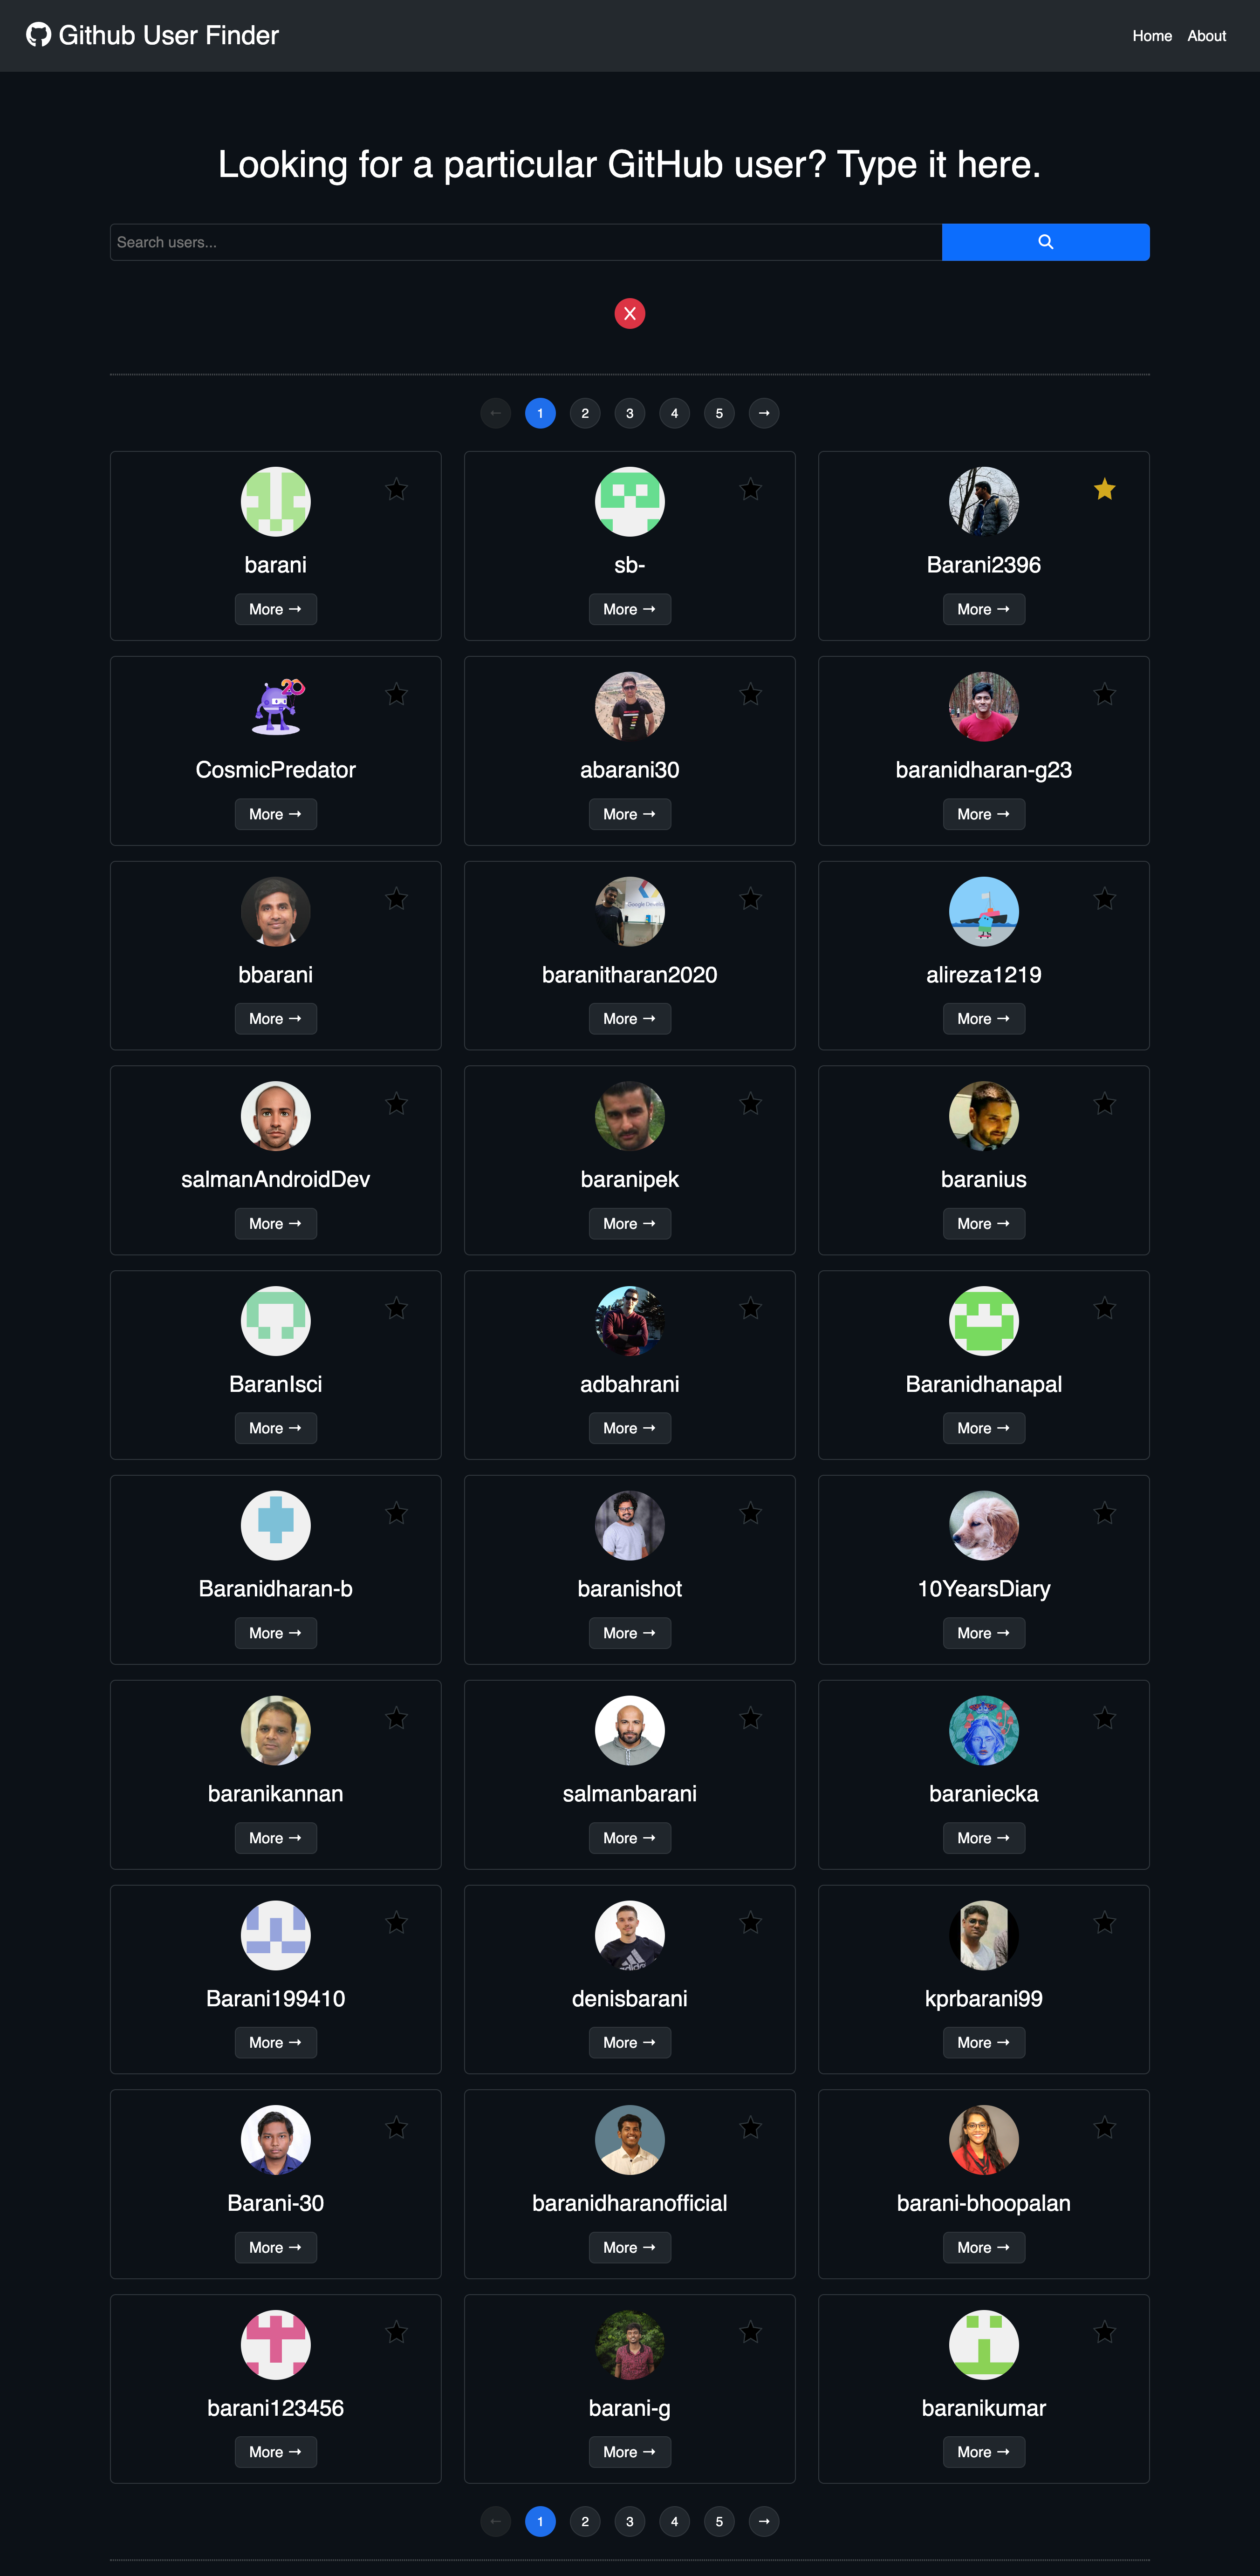 Github User Finder
Home About
Looking for a particular GitHub user? Type it here.
Search users...
X
← 1 2 3 4 5 →
barani
More →
sb-
More →
Barani2396
More →
20
CosmicPredator
More →
7
abarani30
More →
baranidharan-g23
More →
bbarani
More →
Google
baranitharan2020
More →
alireza1219
More →
salmanAndroidDev
More →
baranipek
More →
baranius
More →
BaranIsci
More →
adbahrani
More →
Baranidhanapal
More →
Baranidharan-b
More →
baranishot
More →
10YearsDiary
More →
baranikannan
More →
salmanbarani
More →
baraniecka
More →
Barani199410
More →
adidas
denisbarani
More →
kprbarani99
More →
Barani-30
More →
baranidharanofficial
More →
barani-bhoopalan
More →
barani123456
More →
barani-g
More →
baranikumar
More →
← 1 2 3 4 5 →